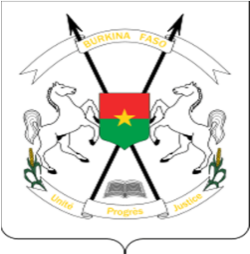 BURKINA FASO
Unité Progrès Justice